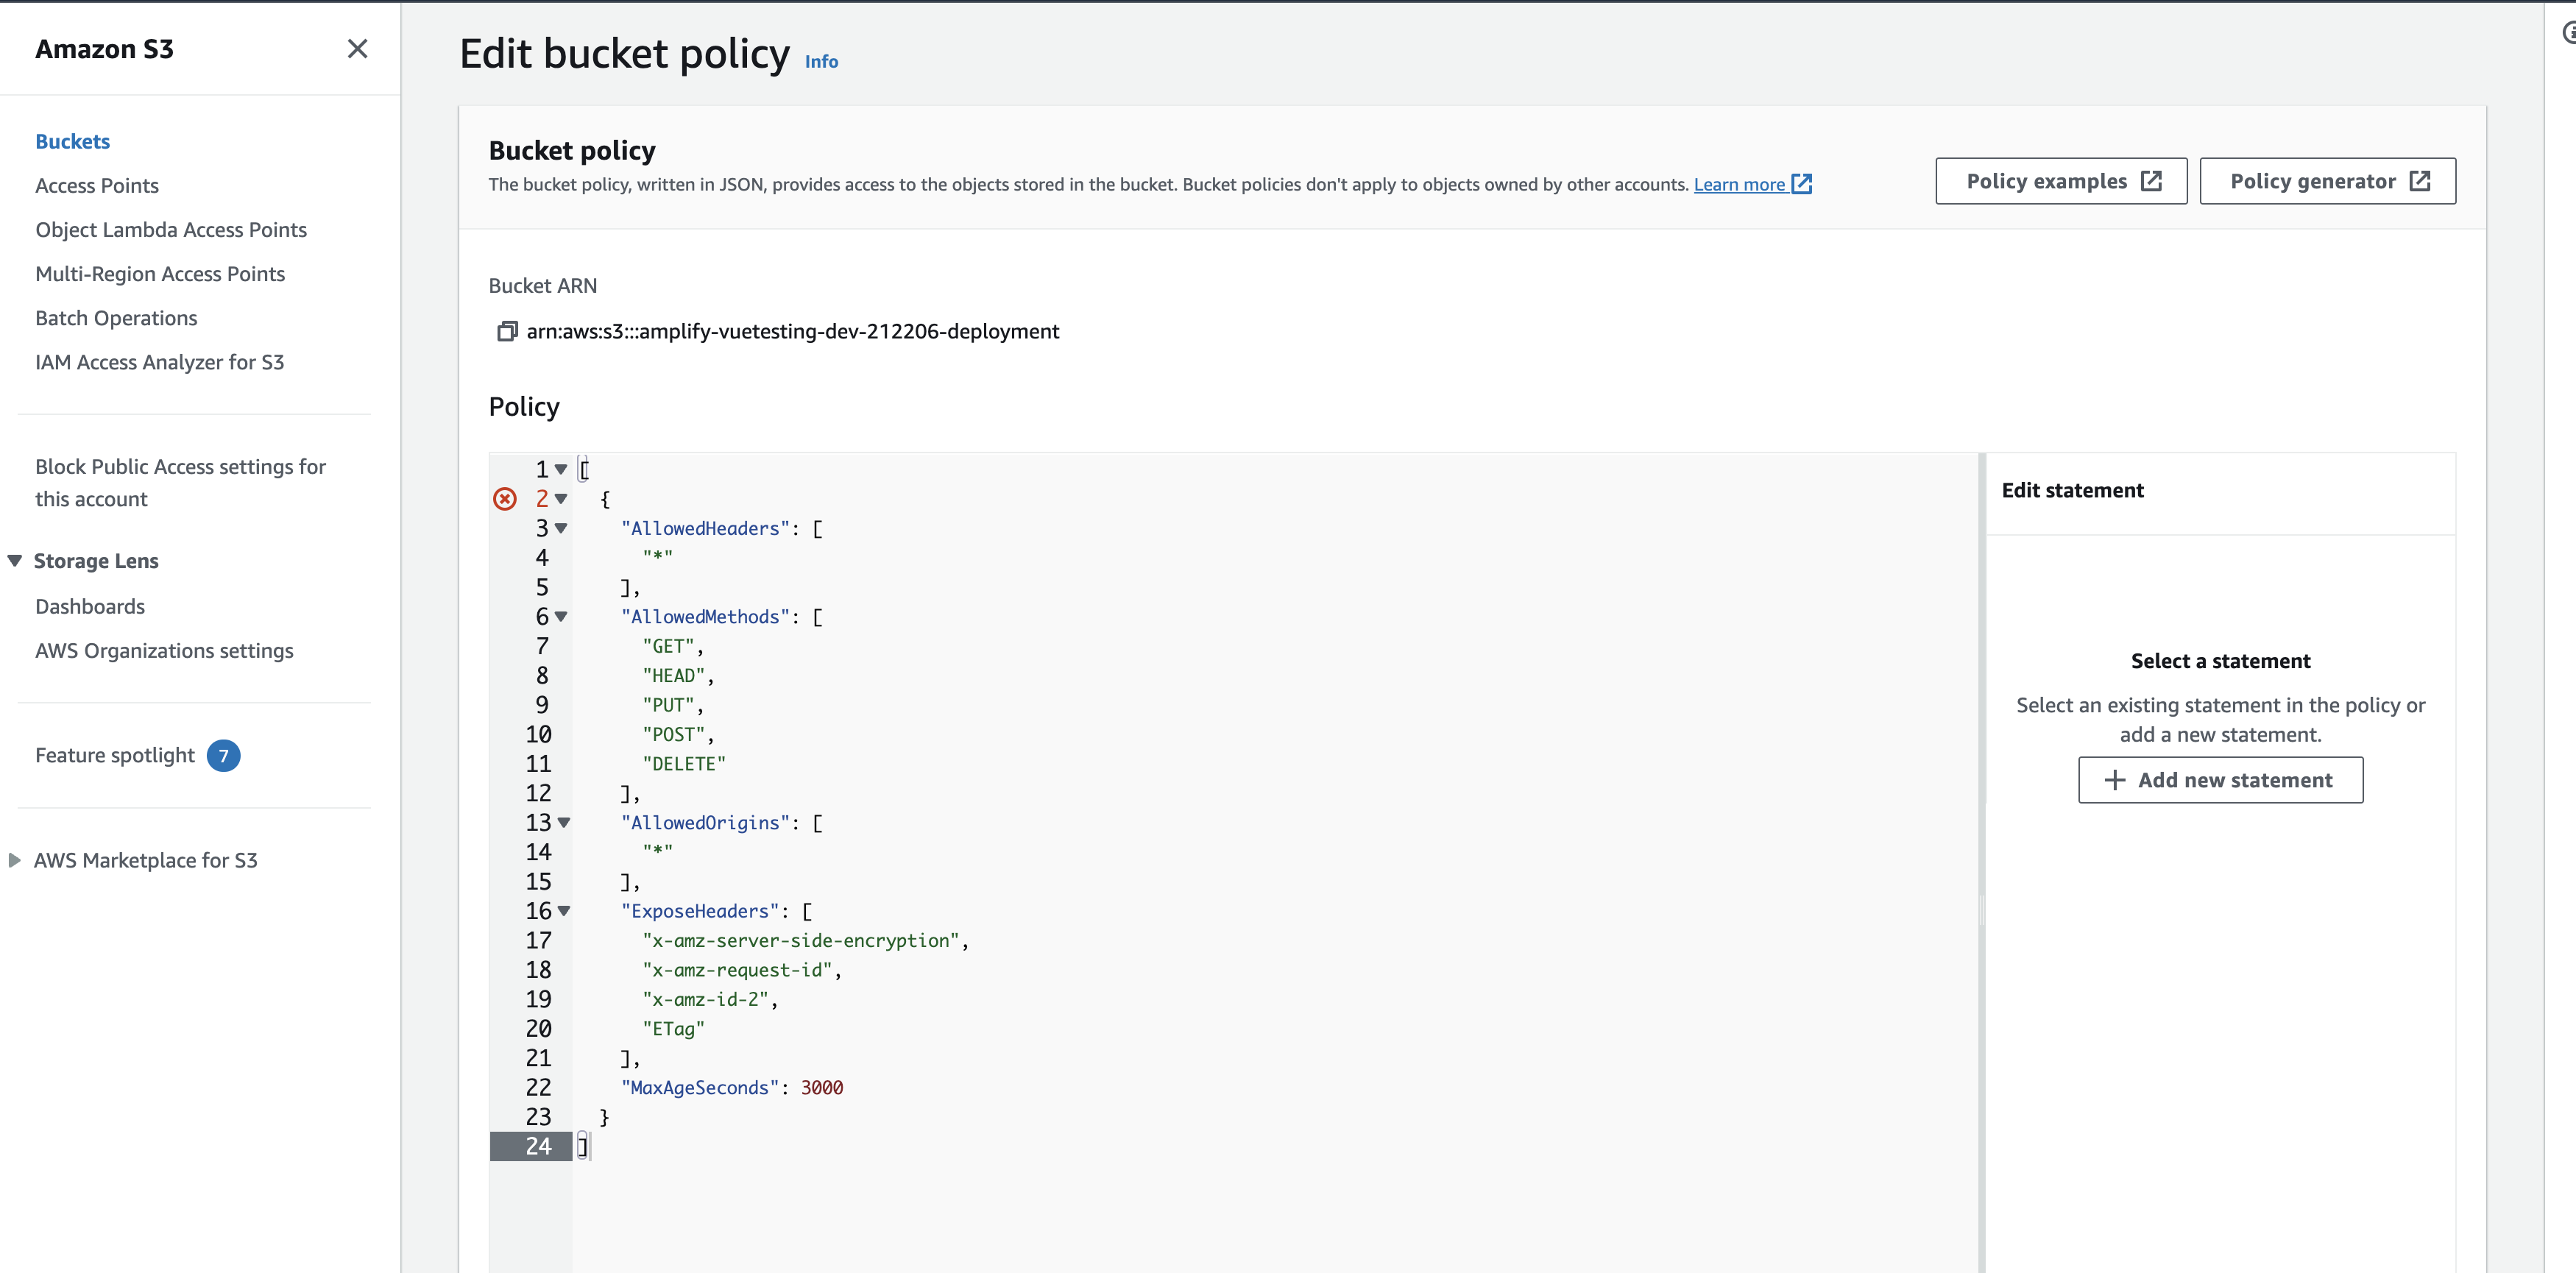 Amazon S3
Buckets
Access Points
Object Lambda Access Points
Multi-Region Access Points
Batch Operations
IAM Access Analyzer for S3
Block Public Access settings for
this account
Storage Lens
Dashboards
AWS Organizations settings
Feature spotlight 7
AWS Marketplace for S3
Edit bucket policy Info
Bucket policy
The bucket policy, written in JSON, provides access to the objects stored in the bucket. Bucket policies don't apply to objects owned by other accounts. Learn more
Policy examples
Policy generator
Bucket ARN
arn:aws:s3:::amplify-vuetesting-dev-212206-deployment
Policy
1 [
2 {
3 "AllowedHeaders": [
4 "*"
5 ],
6 "AllowedMethods": [
7 "GET",
8 "HEAD",
9 "PUT",
10 "POST",
11 "DELETE"
12 ],
13 "AllowedOrigins": [
14 "*"
15 ],
16 "ExposeHeaders": [
17 "x-amz-server-side-encryption",
18 "x-amz-request-id",
19 "x-amz-id-2",
20 "ETag"
21 ],
22 "MaxAgeSeconds": 3000
23 }
24 ]
Edit statement
Select a statement
Select an existing statement in the policy or
add a new statement.
+ Add new statement